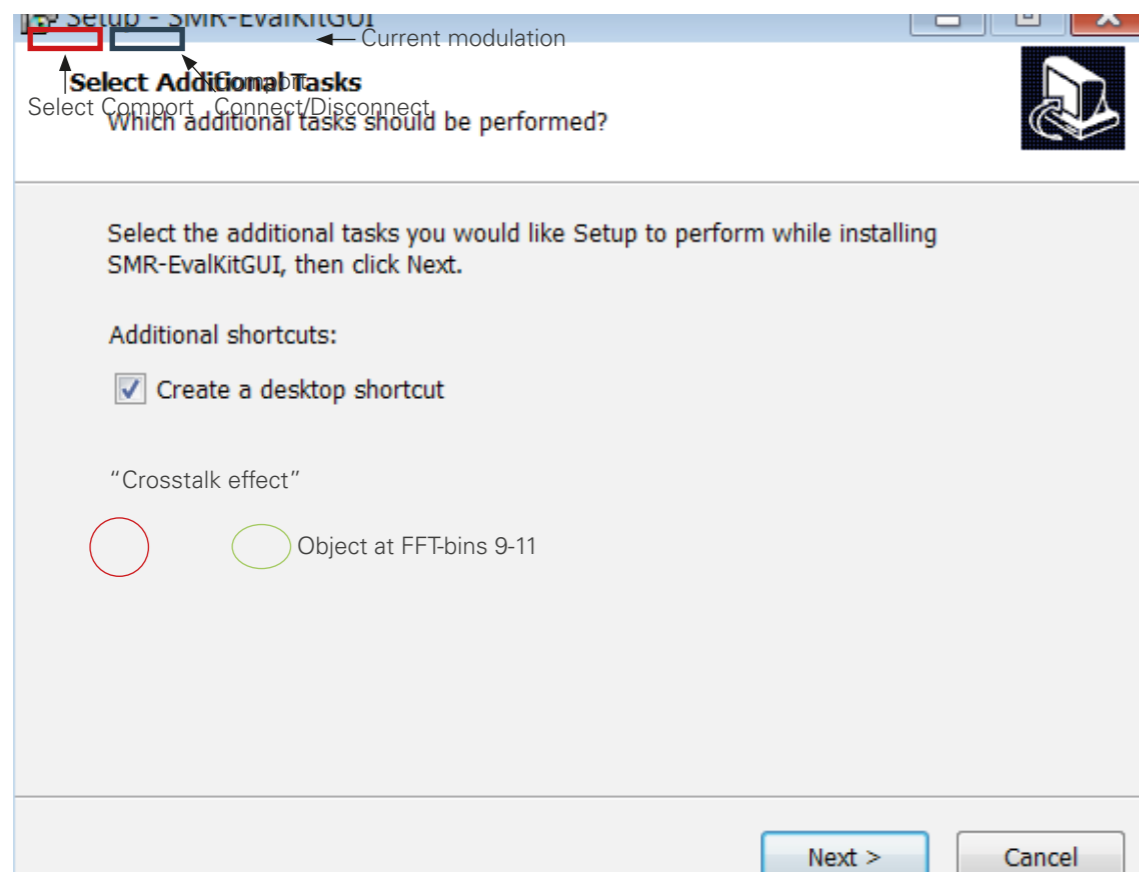 Setup - SMR-EvalKitGUI
Current modulation
Select Additional Tasks
Comport
Select Comport
Connect/Disconnect
Which additional tasks should be performed?
Select the additional tasks you would like Setup to perform while installing
SMR-EvalKitGUI, then click Next.
Additional shortcuts:
Create a desktop shortcut
“Crosstalk effect”
Object at FFT-bins 9-11
Next >
Cancel